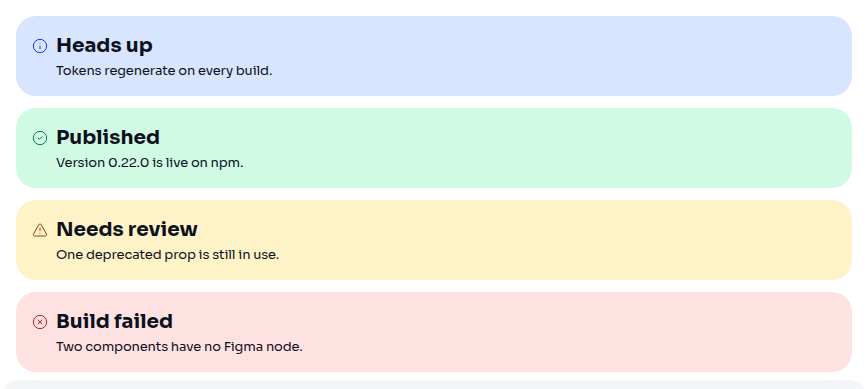 Heads up
Tokens regenerate on every build.
Published
Version 0.22.0 is live on npm.
Needs review
One deprecated prop is still in use.
Build failed
Two components have no Figma node.